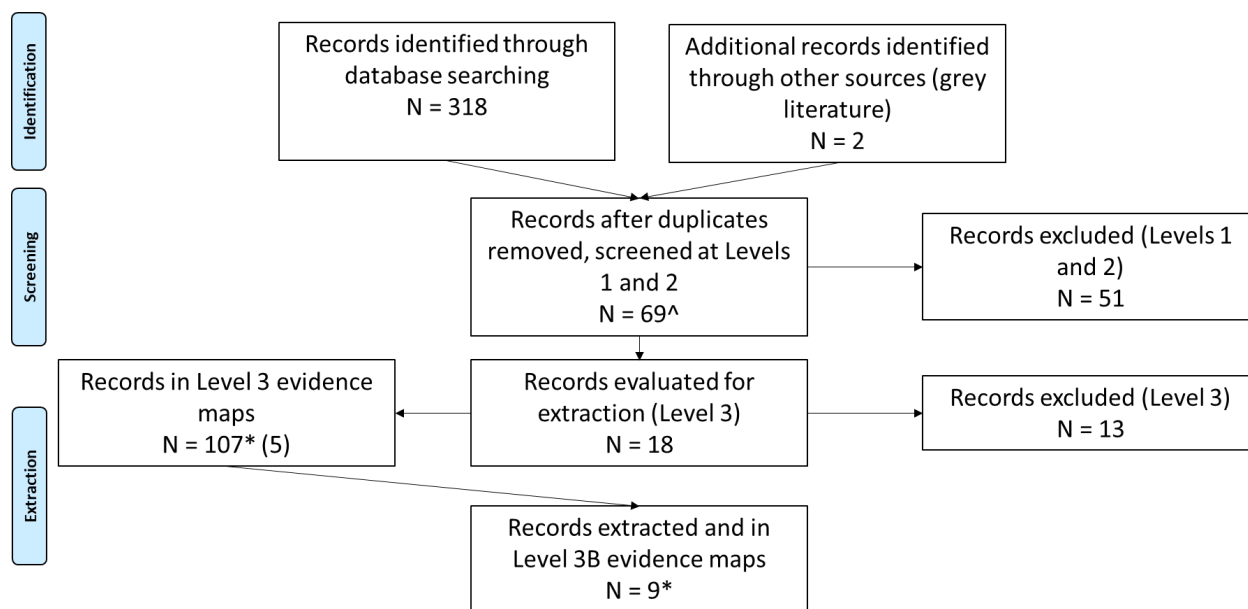 Identification
Records identified through
database searching
N = 318
Additional records identified
through other sources (grey
literature)
N = 2
Screening
Records after duplicates
removed, screened at Levels
1 and 2
N = 69^
Records excluded (Levels 1
and 2)
N = 51
Extraction
Records in Level 3 evidence
maps
N = 107* (5)
Records evaluated for
extraction (Level 3)
N = 18
Records excluded (Level 3)
N = 13
Records extracted and in
Level 3B evidence maps
N = 9*